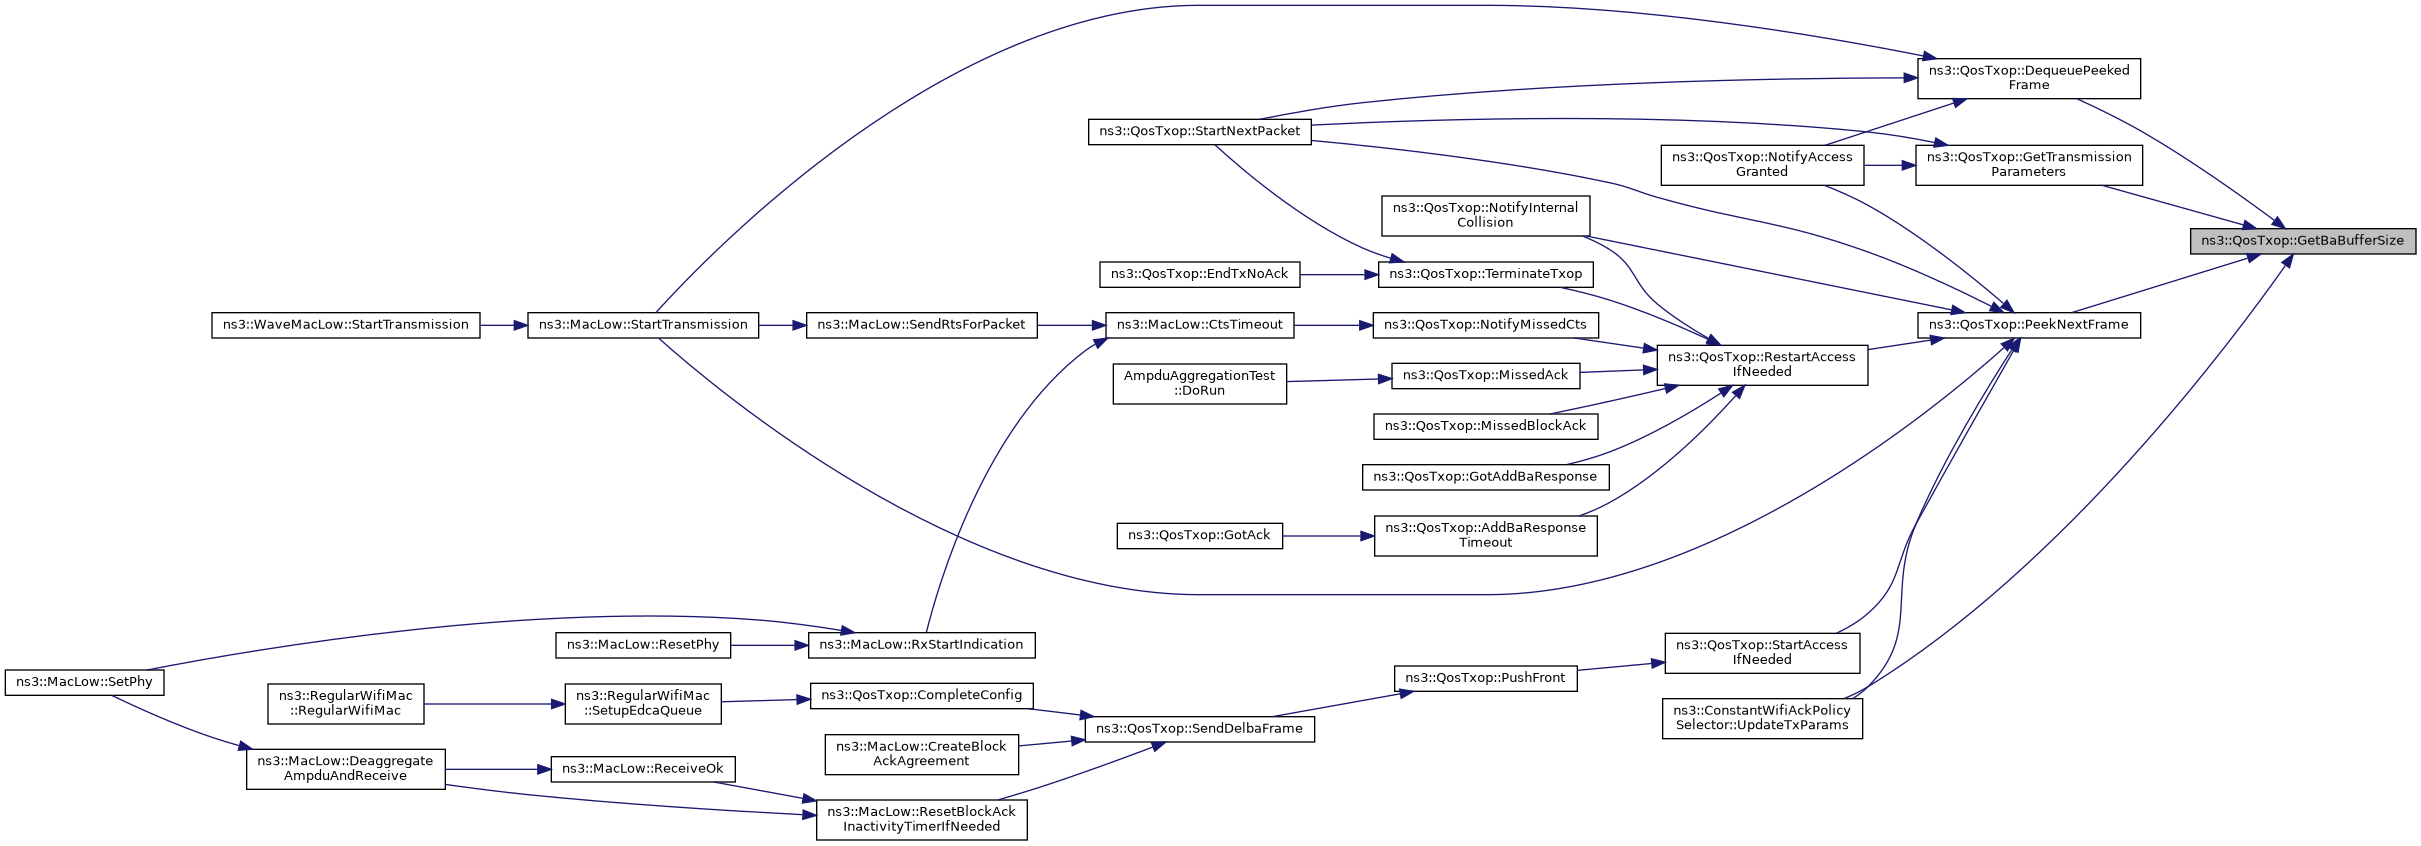 ns3::QosTxop::DequeuePeeked
Frame
ns3::QosTxop::StartNextPacket
ns3::QosTxop::NotifyAccess
Granted
ns3::QosTxop::GetTransmission
Parameters
ns3::QosTxop::NotifyInternal
Collision
ns3::QosTxop::GetBaBufferSize
ns3::QosTxop::EndTxNoAck
ns3::QosTxop::TerminateTxop
ns3::WaveMacLow::StartTransmission
ns3::MacLow::StartTransmission
ns3::MacLow::SendRtsForPacket
ns3::MacLow::CtsTimeout
ns3::QosTxop::NotifyMissedCts
ns3::QosTxop::PeekNextFrame
ns3::QosTxop::RestartAccess
IfNeeded
AmpduAggregationTest
::DoRun
ns3::QosTxop::MissedAck
ns3::QosTxop::MissedBlockAck
ns3::QosTxop::GotAddBaResponse
ns3::QosTxop::GotAck
ns3::QosTxop::AddBaResponse
Timeout
ns3::MacLow::ResetPhy
ns3::MacLow::RxStartIndication
ns3::QosTxop::StartAccess
IfNeeded
ns3::MacLow::SetPhy
ns3::QosTxop::PushFront
ns3::RegularWifiMac
::RegularWifiMac
ns3::RegularWifiMac
::SetupEdcaQueue
ns3::QosTxop::CompleteConfig
ns3::QosTxop::SendDelbaFrame
ns3::ConstantWifiAckPolicy
Selector::UpdateTxParams
ns3::MacLow::CreateBlock
AckAgreement
ns3::MacLow::Deaggregate
AmpduAndReceive
ns3::MacLow::ReceiveOk
ns3::MacLow::ResetBlockAck
InactivityTimerIfNeeded